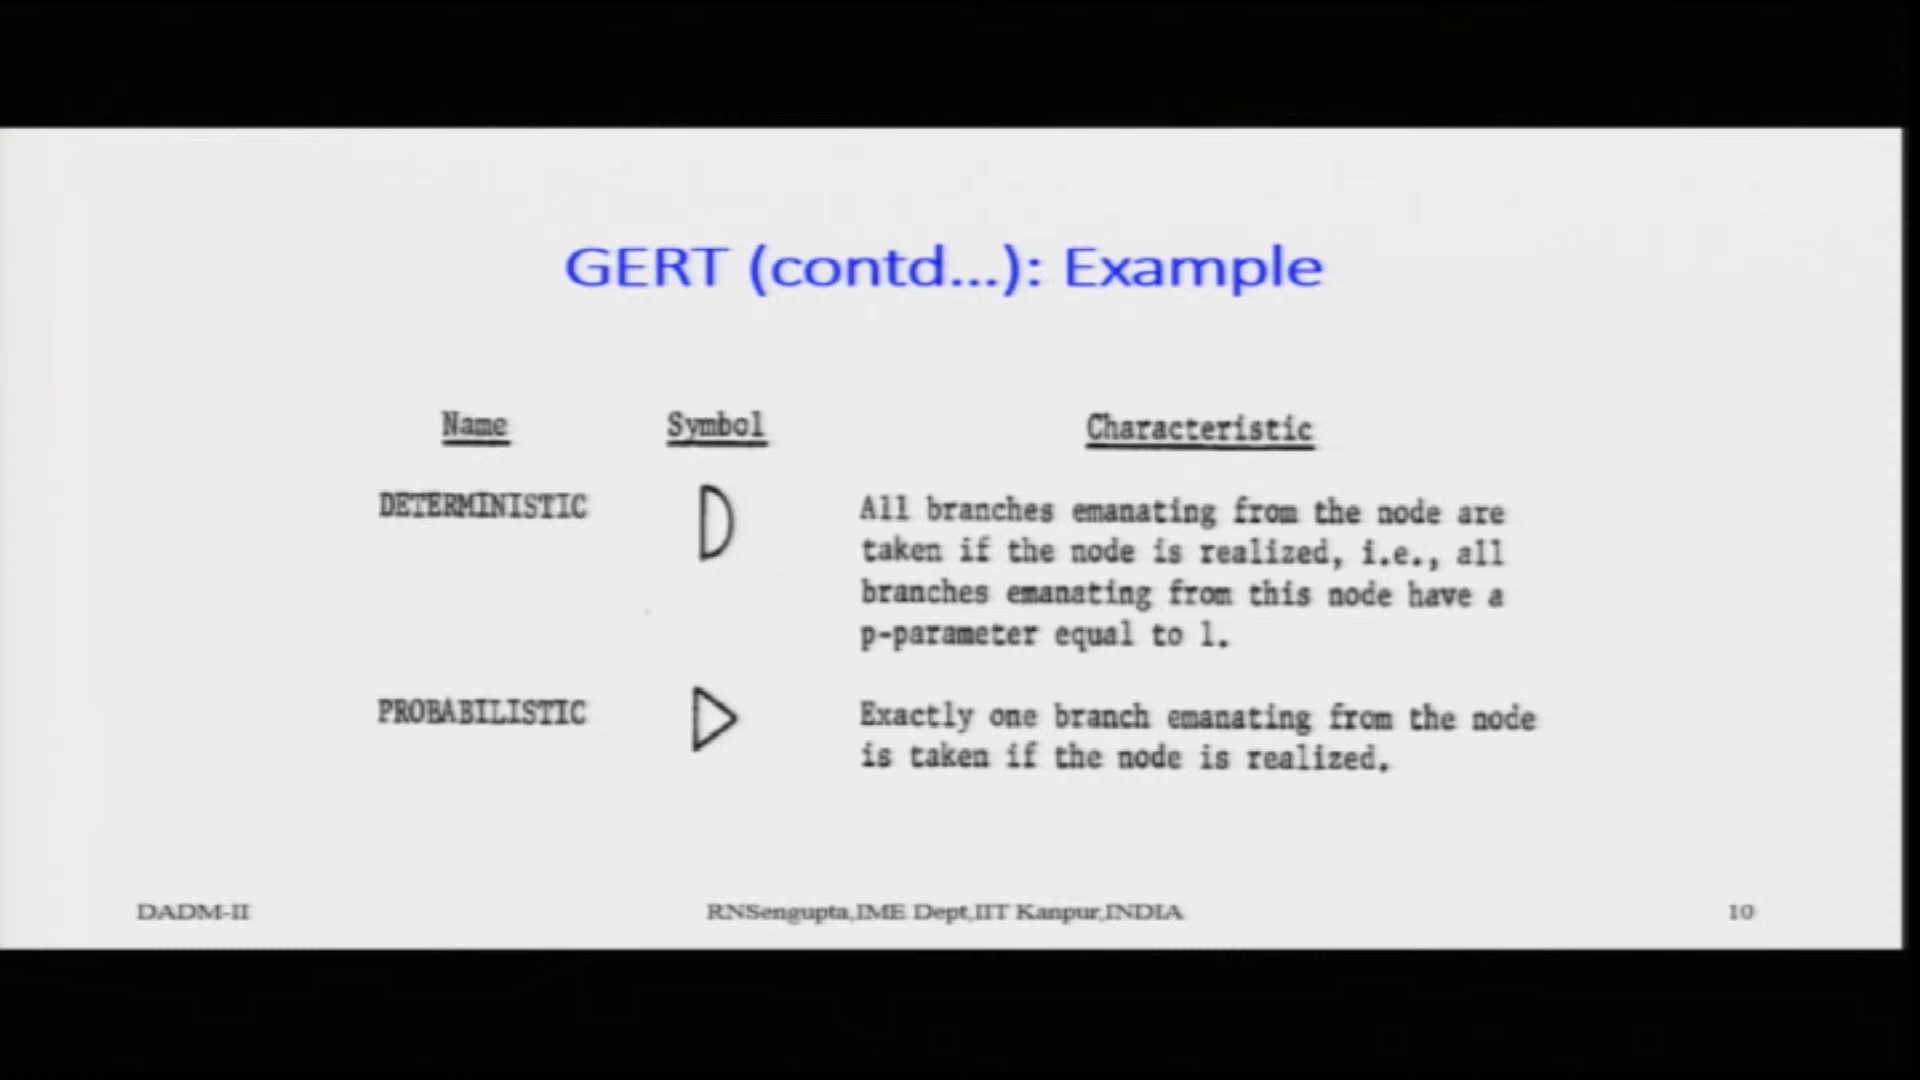 GERT (contd...): Example
Name Symbol Characteristic
DETERMINISTIC All branches emanating from the node are
taken if the node is realized, i.e., all
branches emanating from this node have a
p-parameter equal to 1.
PROBABILISTIC Exactly one branch emanating from the node
is taken if the node is realized.
DADM-II RNSengupta,IME Dept,IIT Kanpur,INDIA 10